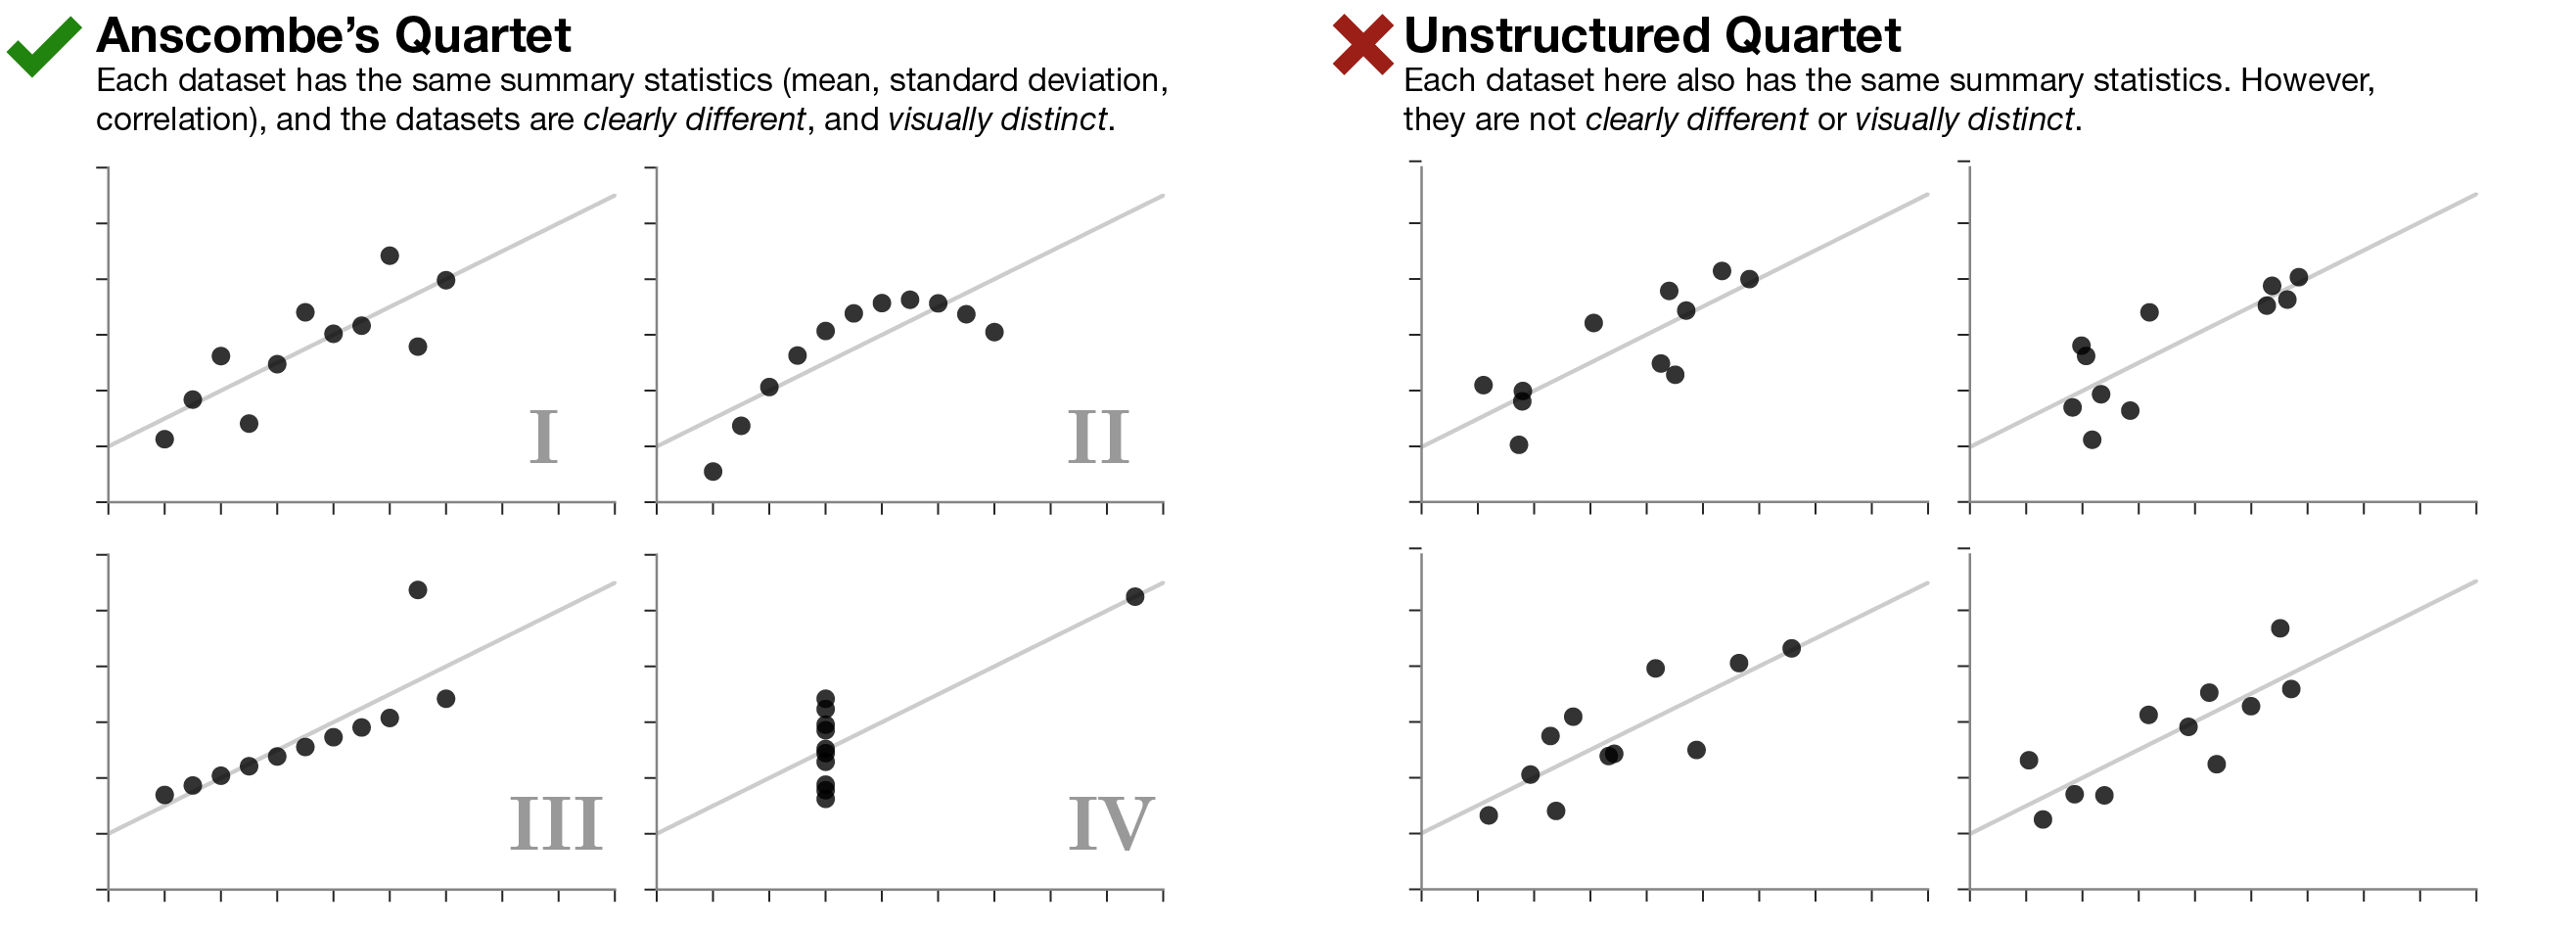 Anscombe’s Quartet
Each dataset has the same summary statistics (mean, standard deviation,
correlation), and the datasets are clearly different, and visually distinct.
I
II
III
IV
Unstructured Quartet
Each dataset here also has the same summary statistics. However,
they are not clearly different or visually distinct.